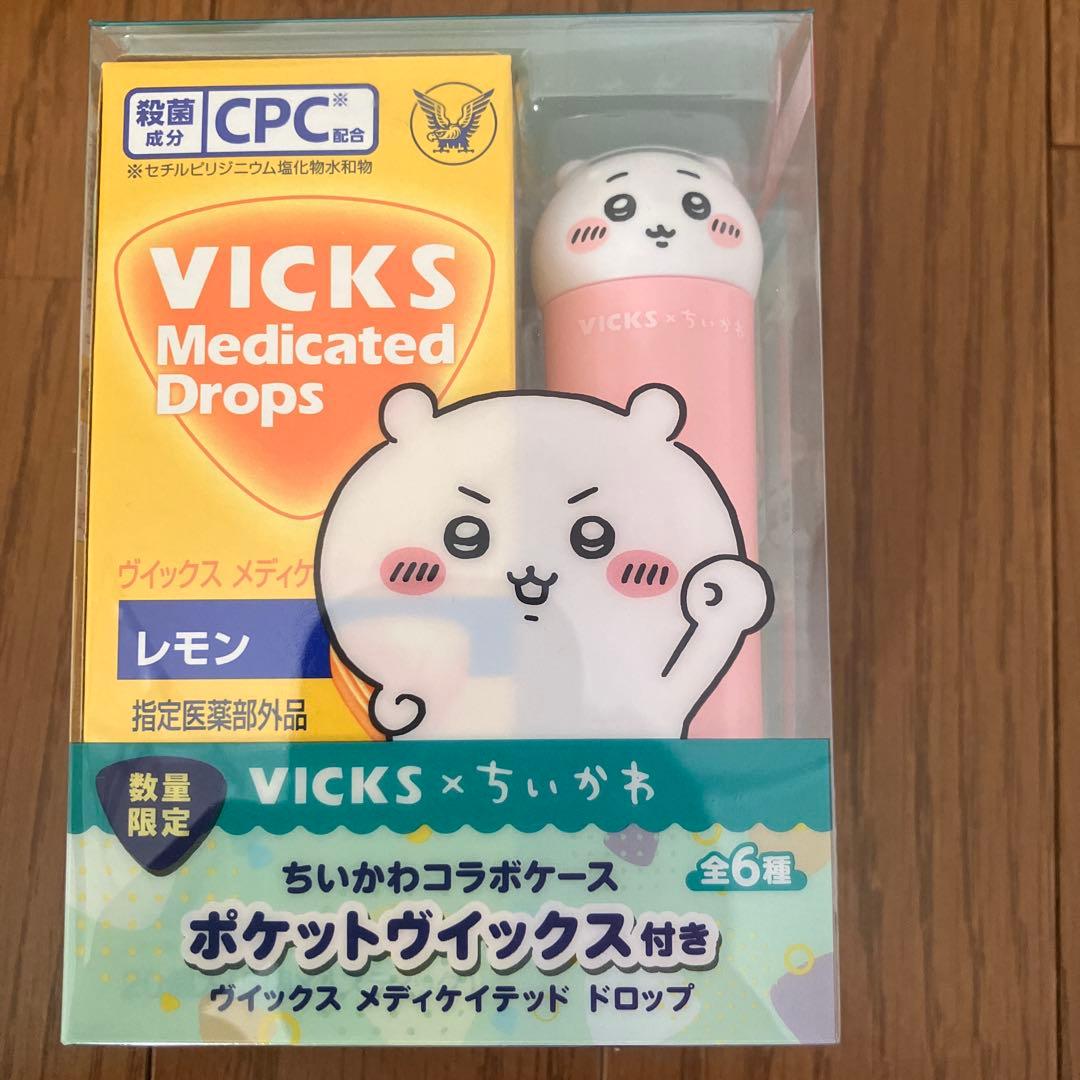 殺菌
成分
CPC※
配合
※セチルピリジニウム塩化物水和物
VICKS
Medicated
Drops
VICKS×ちいかわ
ヴイックス メディケ
レモン
指定医薬部外品
数量
限定
VICKS×ちいかわ
ちいかわコラボケース
全6種
ポケットヴイックス付き
ヴイックス メディケイテッド ドロップ